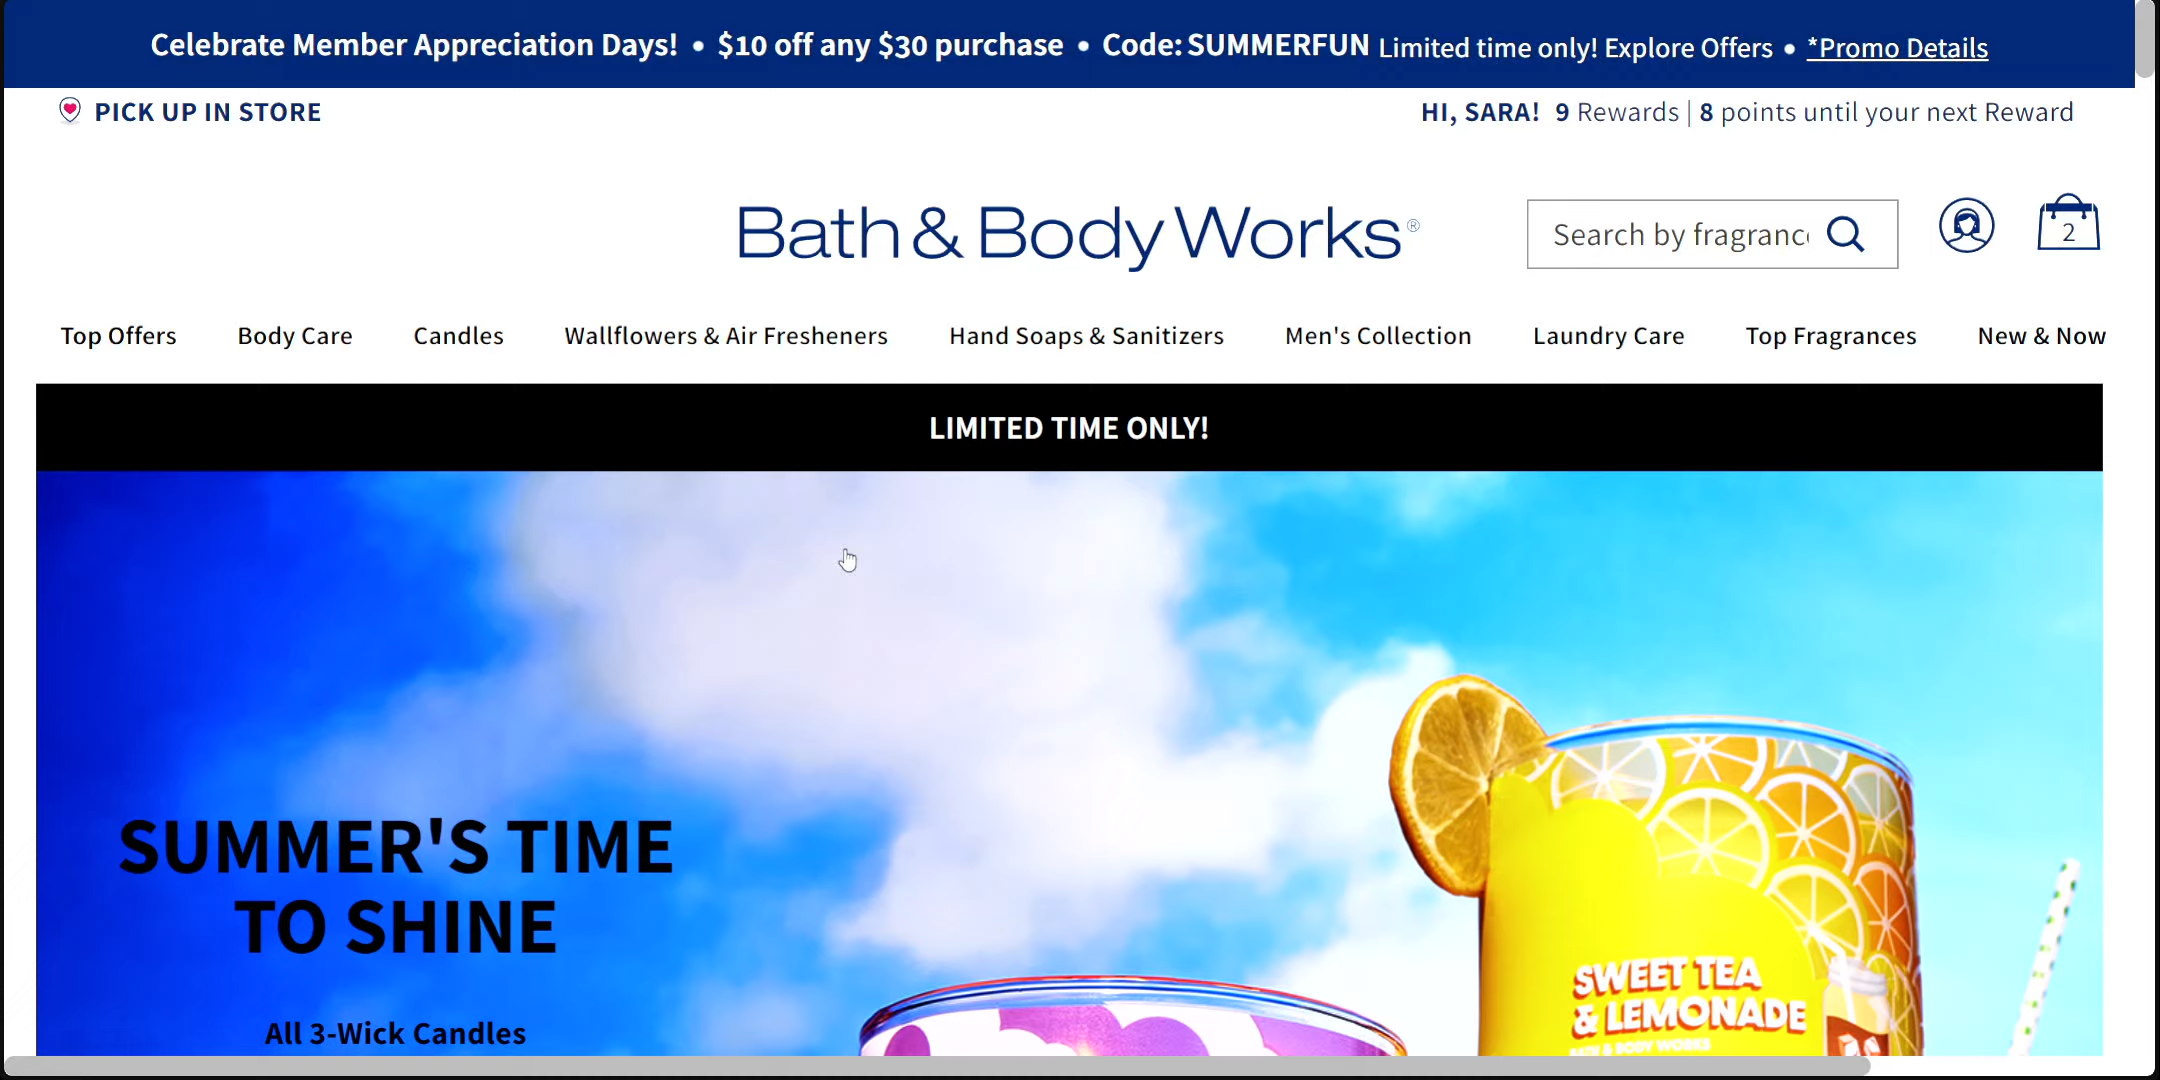 Celebrate Member Appreciation Days! • $10 off any $30 purchase • Code: SUMMERFUN Limited time only! Explore Offers • *Promo Details
PICK UP IN STORE
HI, SARA! 9 Rewards | 8 points until your next Reward
Bath & Body Works®
Search by fragranc
2
Top Offers Body Care Candles Wallflowers & Air Fresheners Hand Soaps & Sanitizers Men's Collection Laundry Care Top Fragrances New & Now
LIMITED TIME ONLY!
SUMMER'S TIME
TO SHINE
All 3-Wick Candles
SWEET TEA
& LEMONADE
BATH & BODY WORKS